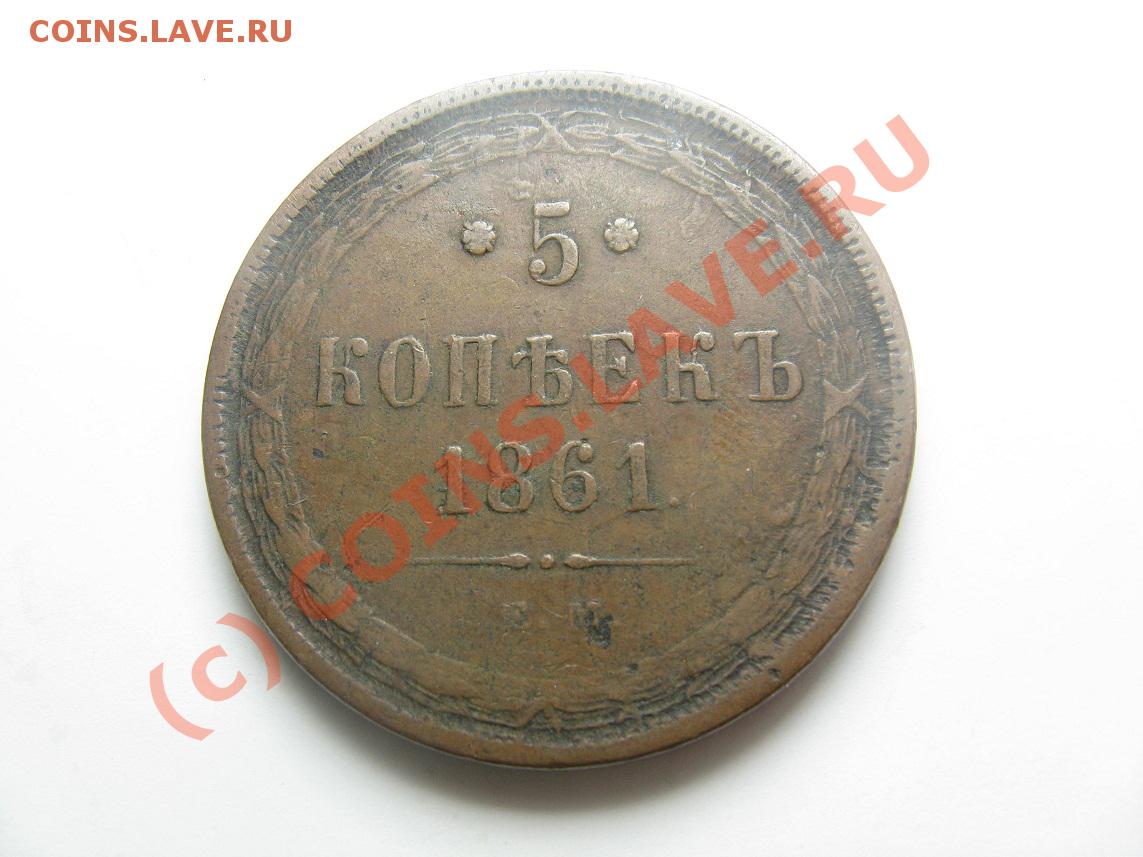 COINS.LAVE.RU
* 5 *
КОПѢЕКЪ
1861.
Е. М.
(c) COINS.LAVE.RU